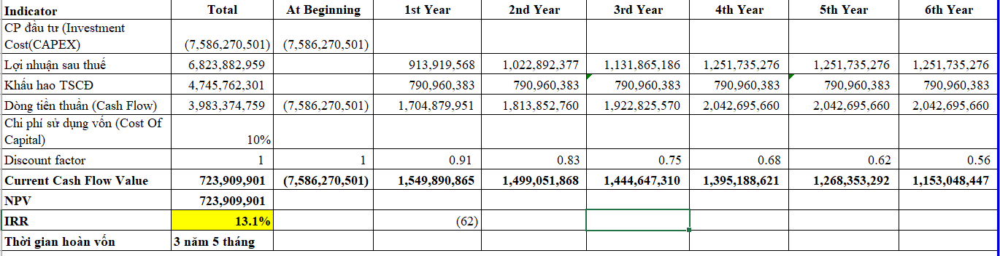 Indicator Total At Beginning 1st Year 2nd Year 3rd Year 4th Year 5th Year 6th Year
CP đầu tư (Investment
Cost(CAPEX) (7,586,270,501) (7,586,270,501)
Lợi nhuận sau thuế 6,823,882,959 913,919,568 1,022,892,377 1,131,865,186 1,251,735,276 1,251,735,276 1,251,735,276
Khấu hao TSCĐ 4,745,762,301 790,960,383 790,960,383 790,960,383 790,960,383 790,960,383 790,960,383
Dòng tiền thuần (Cash Flow) 3,983,374,759 (7,586,270,501) 1,704,879,951 1,813,852,760 1,922,825,570 2,042,695,660 2,042,695,660 2,042,695,660
Chi phí sử dụng vốn (Cost Of
Capital) 10%
Discount factor 1 1 0.91 0.83 0.75 0.68 0.62 0.56
Current Cash Flow Value 723,909,901 (7,586,270,501) 1,549,890,865 1,499,051,868 1,444,647,310 1,395,188,621 1,268,353,292 1,153,048,447
NPV 723,909,901
IRR 13.1% (62)
Thời gian hoàn vốn 3 năm 5 tháng